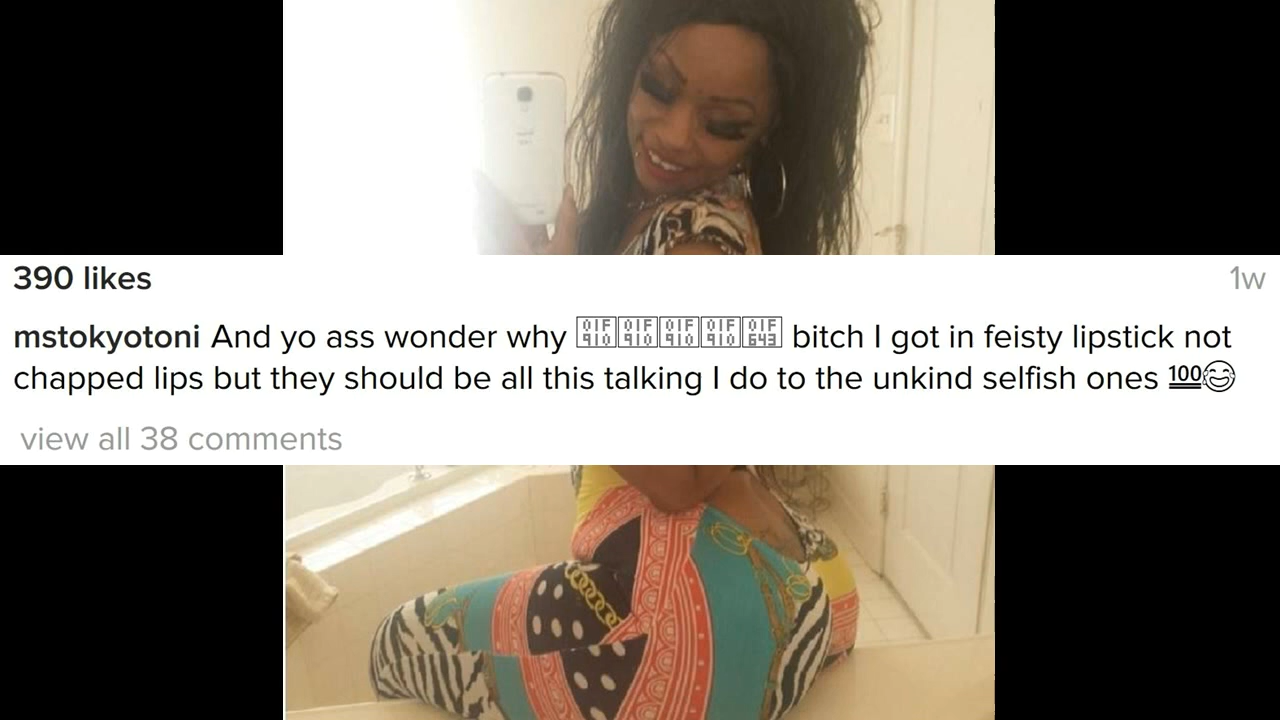 390 likes
1w
mstokyotoni And yo ass wonder why 🤐🤐🤐🤐🙃 bitch I got in feisty lipstick not
chapped lips but they should be all this talking I do to the unkind selfish ones 💯😂
view all 38 comments